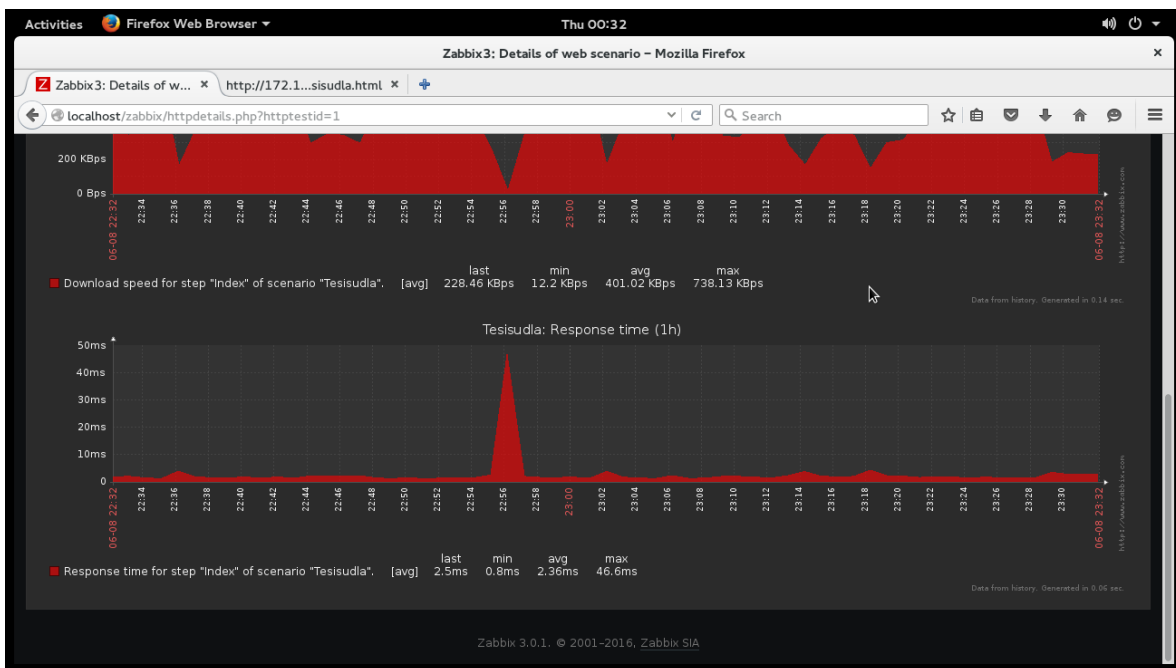 Activities Firefox Web Browser
Thu 00:32
Zabbix3: Details of web scenario – Mozilla Firefox
Zabbix3: Details of w...
http://172.1...sisudla.html
localhost/zabbix/httpdetails.php?httptestid=1
Search
200 KBps
0 Bps
06-08 22:32 22:34 22:36 22:38 22:40 22:42 22:44 22:46 22:48 22:50 22:52 22:54 22:56 22:58 23:00 23:02 23:04 23:06 23:08 23:10 23:12 23:14 23:16 23:18 23:20 23:22 23:24 23:26 23:28 23:30 06-08 23:32
http://www.zabbix.com
last min avg max
Download speed for step "Index" of scenario "Tesisudla". [avg] 228.46 KBps 12.2 KBps 401.02 KBps 738.13 KBps
Data from history. Generated in 0.14 sec.
Tesisudla: Response time (1h)
50ms
40ms
30ms
20ms
10ms
0
06-08 22:32 22:34 22:36 22:38 22:40 22:42 22:44 22:46 22:48 22:50 22:52 22:54 22:56 22:58 23:00 23:02 23:04 23:06 23:08 23:10 23:12 23:14 23:16 23:18 23:20 23:22 23:24 23:26 23:28 23:30 06-08 23:32
http://www.zabbix.com
last min avg max
Response time for step "Index" of scenario "Tesisudla". [avg] 2.5ms 0.8ms 2.36ms 46.6ms
Data from history. Generated in 0.06 sec.
Zabbix 3.0.1. © 2001–2016, Zabbix SIA